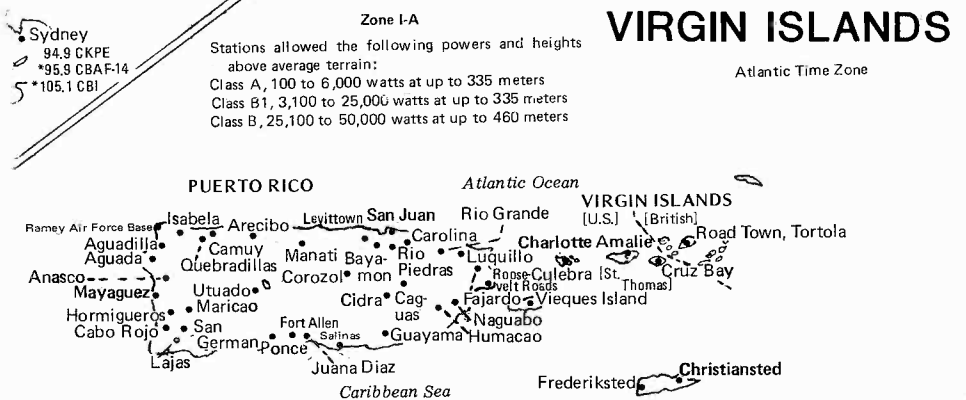 Sydney
94.9 CKPE
*95.9 CBAF-14
*105.1 CBI
Zone I-A
Stations allowed the following powers and heights
above average terrain:
Class A, 100 to 6,000 watts at up to 335 meters
Class B1, 3,100 to 25,000 watts at up to 335 meters
Class B, 25,100 to 50,000 watts at up to 460 meters
VIRGIN ISLANDS
Atlantic Time Zone
PUERTO RICO
Atlantic Ocean
VIRGIN ISLANDS
[U.S.] [British]
Ramey Air Force Base
Isabela
Arecibo
Levittown
San Juan
Rio Grande
Aguadilla
Aguada
Camuy
Quebradillas
Manati
Baya-
mon
Rio
Piedras
Carolina
Luquillo
Charlotte Amalie
[St.
Thomas]
Road Town, Tortola
Cruz Bay
Anasco
Mayaguez
Utuado
Corozol
Roose-
velt Roads
Culebra
Hormigueros
Maricao
Cidra
Cag-
uas
Fajardo
Vieques Island
Cabo Rojo
San
German
Fort Allen
Salinas
Guayama
Naguabo
Humacao
Lajas
Ponce
Juana Diaz
Caribbean Sea
Frederiksted
Christiansted